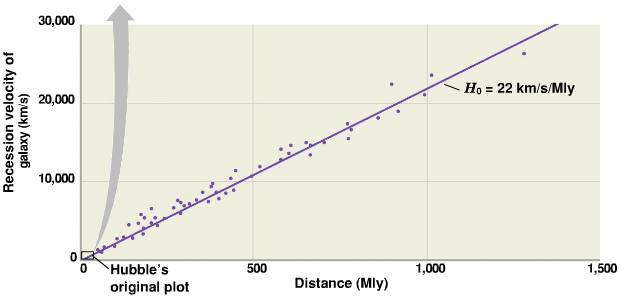 30,000
20,000
10,000
0
Recession velocity of
galaxy (km/s)
H₀ = 22 km/s/Mly
0
500
1,000
1,500
Hubble's
original plot
Distance (Mly)